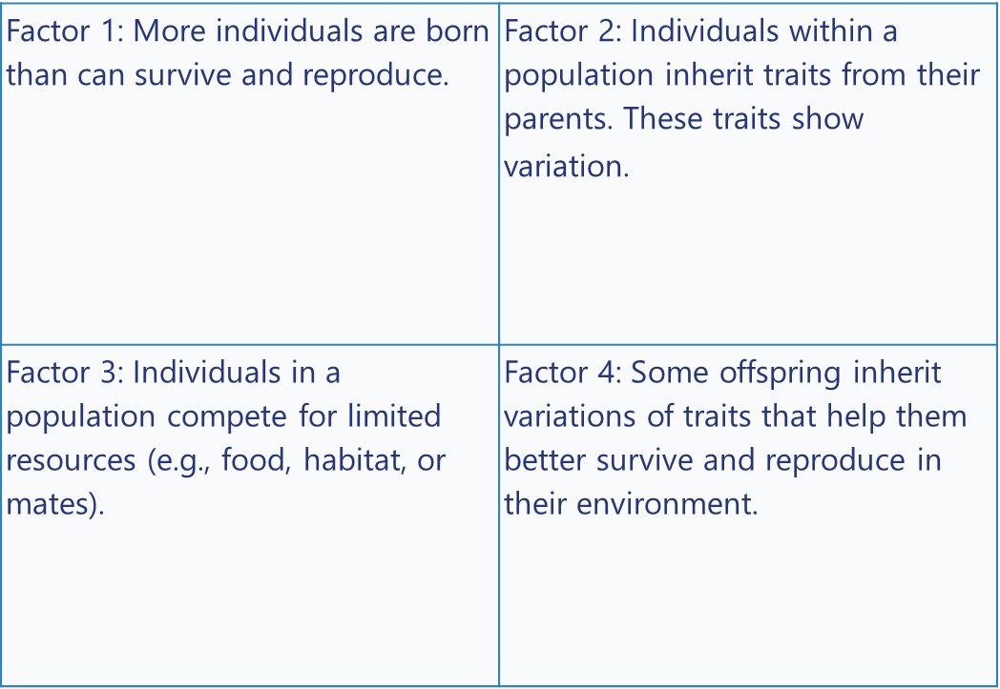 Factor 1: More individuals are born
than can survive and reproduce.
Factor 2: Individuals within a
population inherit traits from their
parents. These traits show
variation.
Factor 3: Individuals in a
population compete for limited
resources (e.g., food, habitat, or
mates).
Factor 4: Some offspring inherit
variations of traits that help them
better survive and reproduce in
their environment.